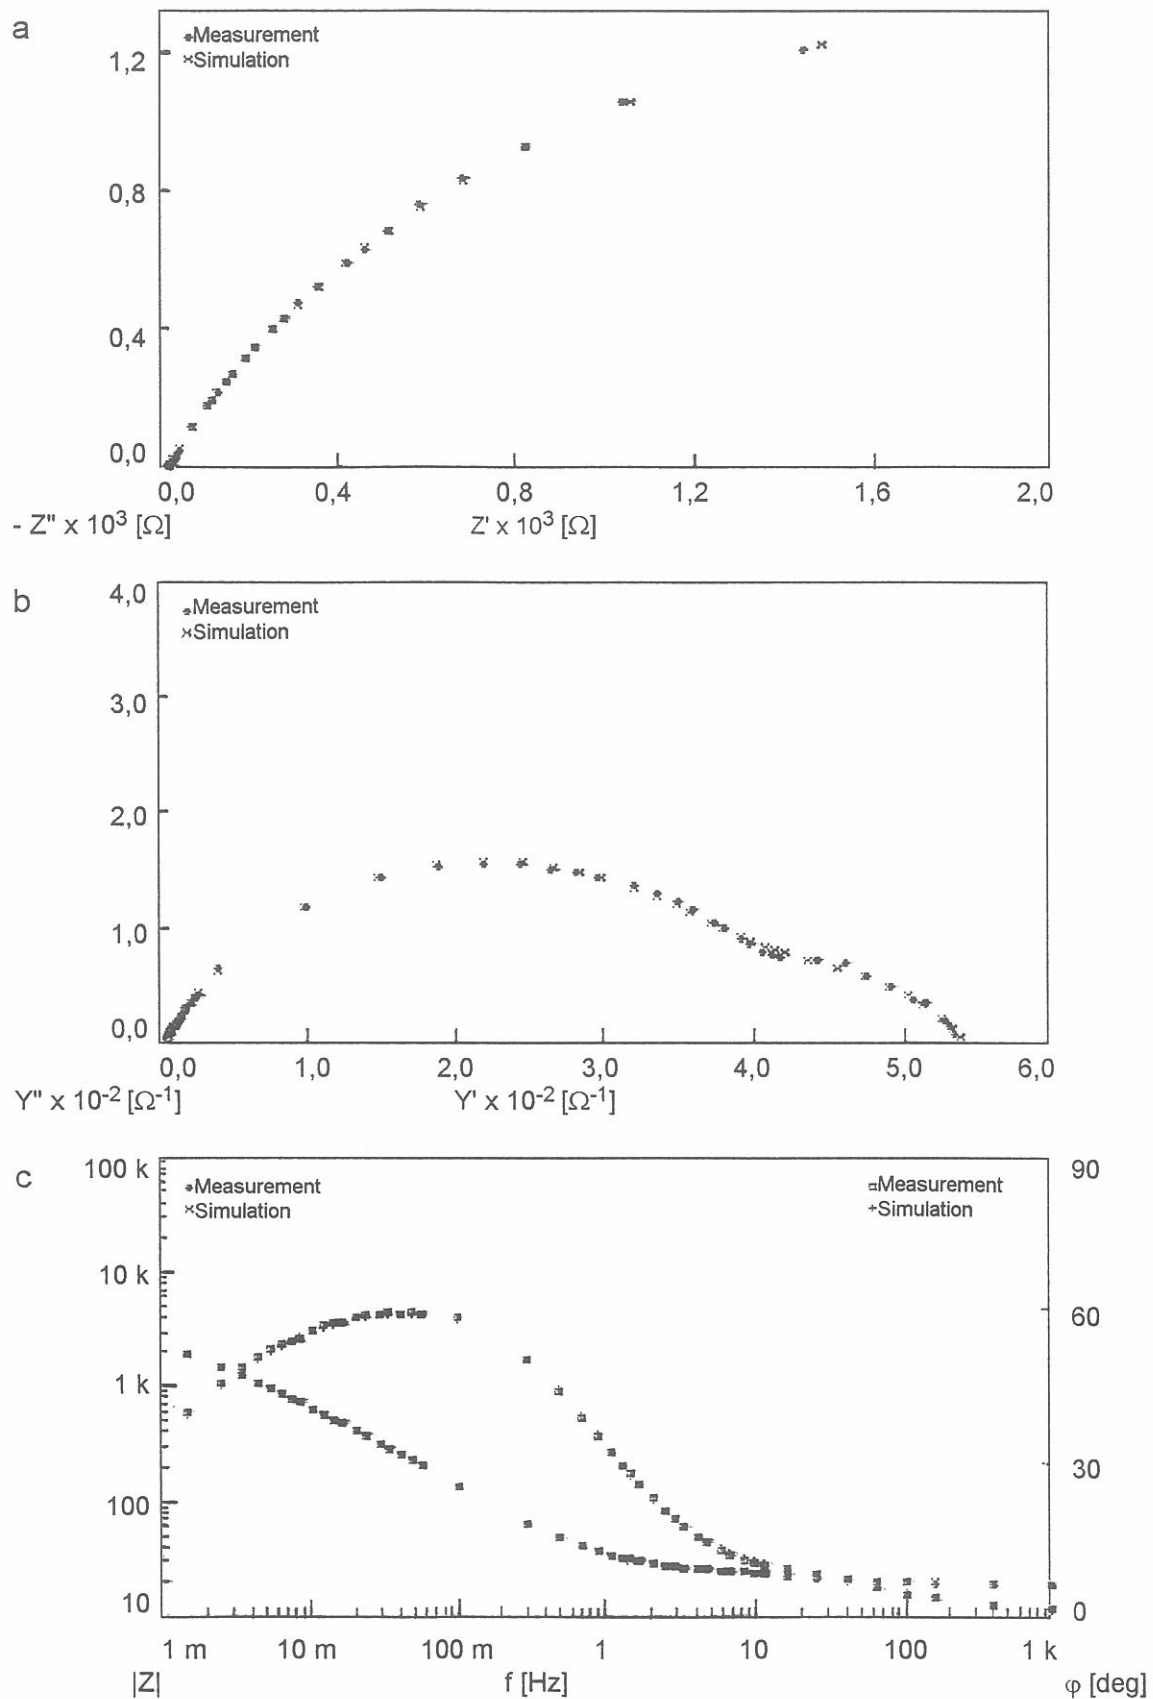 a
Measurement
Simulation
1,2
0,8
0,4
0,0
0,0 0,4 0,8 1,2 1,6 2,0
- Z" x 10³ [Ω] Z' x 10³ [Ω]
b
4,0
Measurement
Simulation
3,0
2,0
1,0
0,0
0,0 1,0 2,0 3,0 4,0 5,0 6,0
Y" x 10⁻² [Ω⁻¹] Y' x 10⁻² [Ω⁻¹]
c
100 k 90
Measurement Measurement
Simulation Simulation
10 k
60
1 k
30
100
10 0
1 m 10 m 100 m 1 10 100 1 k
|Z| f [Hz] φ [deg]